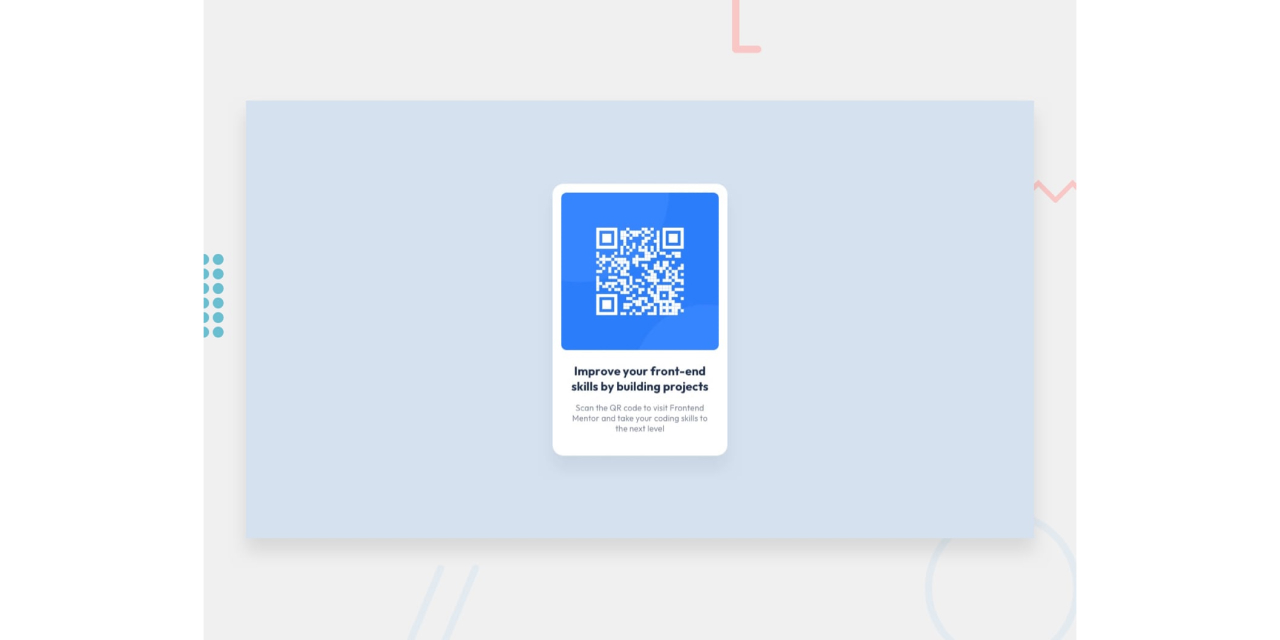 Improve your front-end
skills by building projects
Scan the QR code to visit Frontend
Mentor and take your coding skills to
the next level